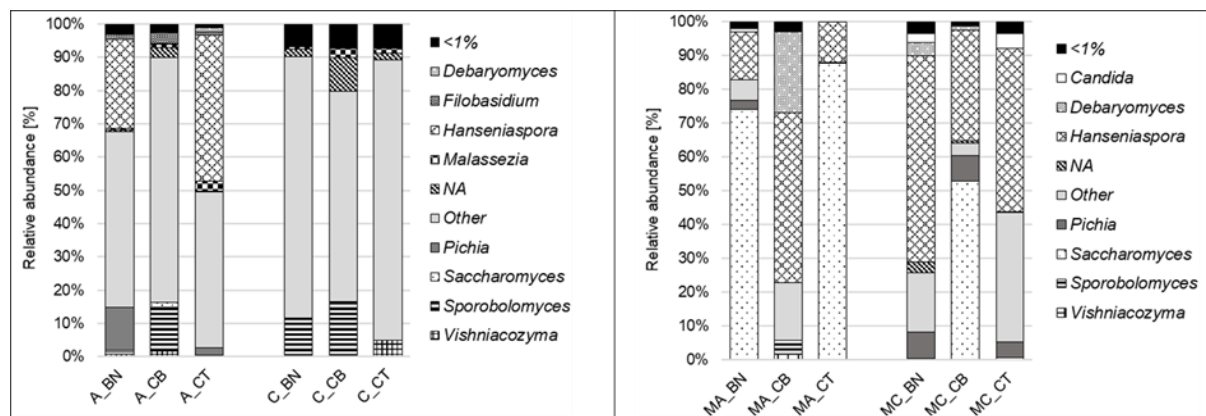 Relative abundance [%]
100%
90%
80%
70%
60%
50%
40%
30%
20%
10%
0%
A_BN
A_CB
A_CT
C_BN
C_CB
C_CT
<1%
Debaryomyces
Filobasidium
Hanseniaspora
Malassezia
NA
Other
Pichia
Saccharomyces
Sporobolomyces
Vishniacozyma
Relative abundance [%]
100%
90%
80%
70%
60%
50%
40%
30%
20%
10%
0%
MA_BN
MA_CB
MA_CT
MC_BN
MC_CB
MC_CT
<1%
Candida
Debaryomyces
Hanseniaspora
NA
Other
Pichia
Saccharomyces
Sporobolomyces
Vishniacozyma